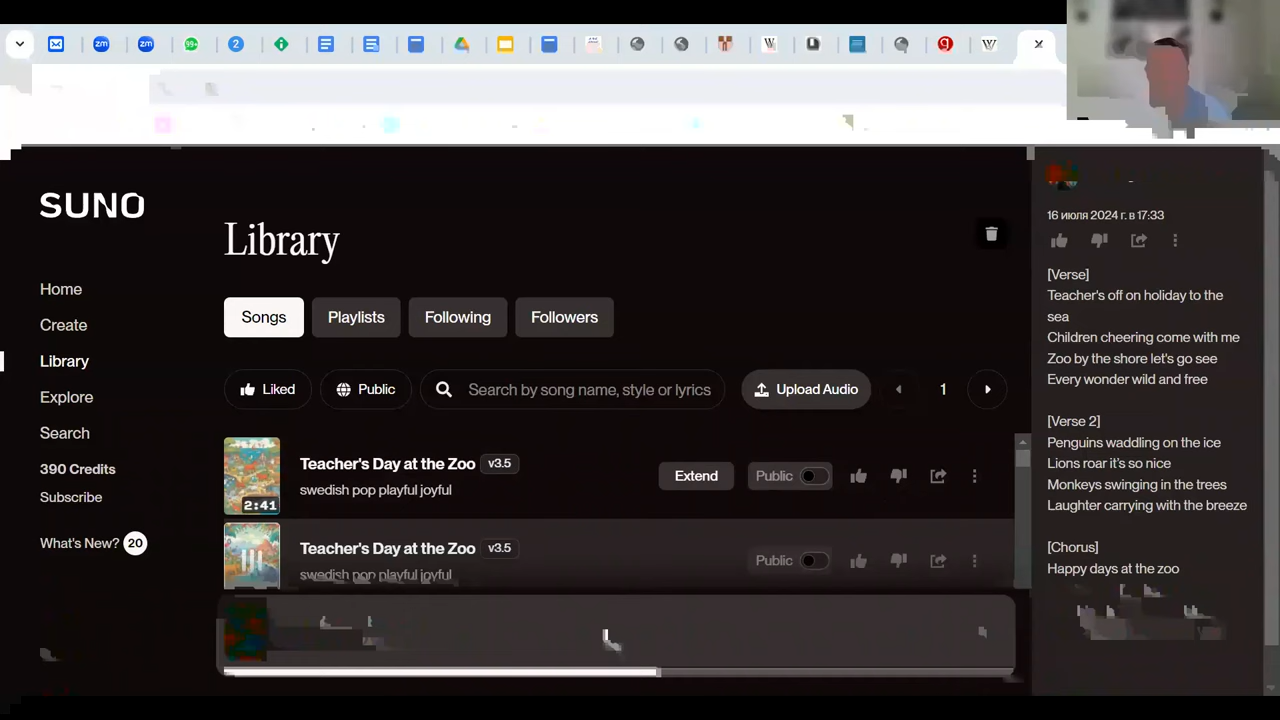 SUNO
Home
Create
Library
Explore
Search
390 Credits
Subscribe
What's New? 20
Library
Songs Playlists Following Followers
Liked Public Search by song name, style or lyrics Upload Audio 1
Teacher's Day at the Zoo v3.5
swedish pop playful joyful
2:41
Extend Public
Teacher's Day at the Zoo v3.5
swedish pop playful joyful
Public
16 июля 2024 г. в 17:33
[Verse]
Teacher's off on holiday to the
sea
Children cheering come with me
Zoo by the shore let's go see
Every wonder wild and free
[Verse 2]
Penguins waddling on the ice
Lions roar it's so nice
Monkeys swinging in the trees
Laughter carrying with the breeze
[Chorus]
Happy days at the zoo